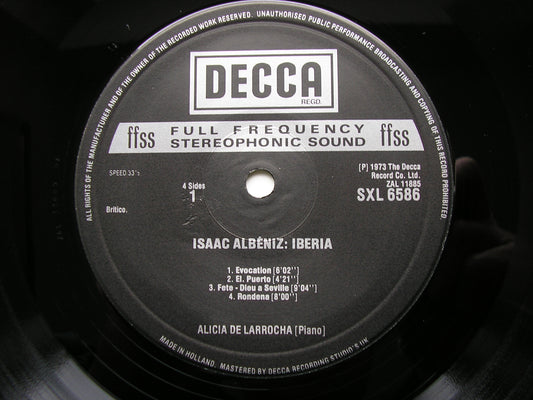 ALL RIGHTS OF THE MANUFACTURER AND OF THE OWNER OF THE RECORDED WORK RESERVED. UNAUTHORISED PUBLIC PERFORMANCE BROADCASTING AND COPYING OF THIS RECORD PROHIBITED.
DECCA
REGD.
ffss FULL FREQUENCY STEREOPHONIC SOUND ffss
SPEED 33⅓
[P] 1973 The Decca
Record Co. Ltd.
ZAL 11885
SXL 6586
4 Sides
1
Britico.
ISAAC ALBÉNIZ: IBERIA
1. Evocation [6'02'']
2. El. Puerto [4'21'']
3. Fete - Dieu a Seville [9'04'']
4. Rondena [8'00'']
ALICIA DE LARROCHA [Piano]
MADE IN HOLLAND. MASTERED BY DECCA RECORDING STUDIO'S UK